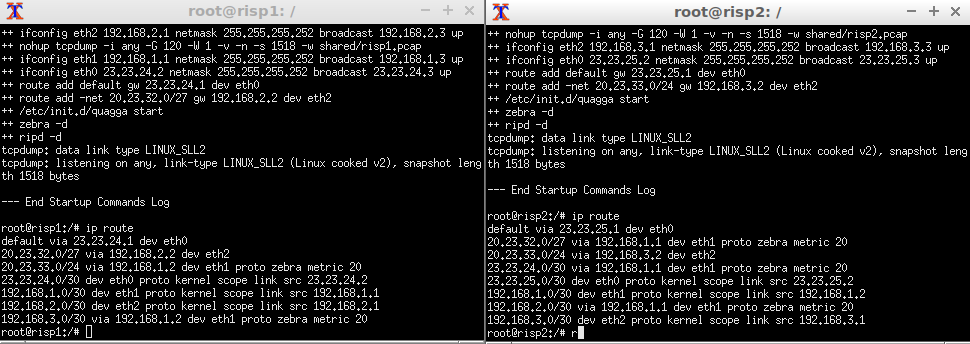 root@risp1: /
++ ifconfig eth2 192.168.2.1 netmask 255.255.255.252 broadcast 192.168.2.3 up
++ nohup tcpdump -i any -G 120 -W 1 -v -n -s 1518 -w shared/risp1.pcap
++ ifconfig eth1 192.168.1.1 netmask 255.255.255.252 broadcast 192.168.1.3 up
++ ifconfig eth0 23.23.24.2 netmask 255.255.255.252 broadcast 23.23.24.3 up
++ route add default gw 23.23.24.1 dev eth0
++ route add -net 20.23.32.0/27 gw 192.168.2.2 dev eth2
++ /etc/init.d/quagga start
++ zebra -d
++ ripd -d
tcpdump: data link type LINUX_SLL2
tcpdump: listening on any, link-type LINUX_SLL2 (Linux cooked v2), snapshot leng
th 1518 bytes
--- End Startup Commands Log
root@risp1:/# ip route
default via 23.23.24.1 dev eth0
20.23.32.0/27 via 192.168.2.2 dev eth2
20.23.33.0/24 via 192.168.1.2 dev eth1 proto zebra metric 20
23.23.24.0/30 dev eth0 proto kernel scope link src 23.23.24.2
192.168.1.0/30 dev eth1 proto kernel scope link src 192.168.1.1
192.168.2.0/30 dev eth2 proto kernel scope link src 192.168.2.1
192.168.3.0/30 via 192.168.1.2 dev eth1 proto zebra metric 20
root@risp1:/#
root@risp2: /
++ nohup tcpdump -i any -G 120 -W 1 -v -n -s 1518 -w shared/risp2.pcap
++ ifconfig eth2 192.168.3.1 netmask 255.255.255.252 broadcast 192.168.3.3 up
++ ifconfig eth0 23.23.25.2 netmask 255.255.255.252 broadcast 23.23.25.3 up
++ route add default gw 23.23.25.1 dev eth0
++ route add -net 20.23.33.0/24 gw 192.168.3.2 dev eth2
++ /etc/init.d/quagga start
++ zebra -d
++ ripd -d
tcpdump: data link type LINUX_SLL2
tcpdump: listening on any, link-type LINUX_SLL2 (Linux cooked v2), snapshot leng
th 1518 bytes
--- End Startup Commands Log
root@risp2:/# ip route
default via 23.23.25.1 dev eth0
20.23.32.0/27 via 192.168.1.1 dev eth1 proto zebra metric 20
20.23.33.0/24 via 192.168.3.2 dev eth2
23.23.24.0/30 via 192.168.1.1 dev eth1 proto zebra metric 20
23.23.25.0/30 dev eth0 proto kernel scope link src 23.23.25.2
192.168.1.0/30 dev eth1 proto kernel scope link src 192.168.1.2
192.168.2.0/30 via 192.168.1.1 dev eth1 proto zebra metric 20
192.168.3.0/30 dev eth2 proto kernel scope link src 192.168.3.1
root@risp2:/# r